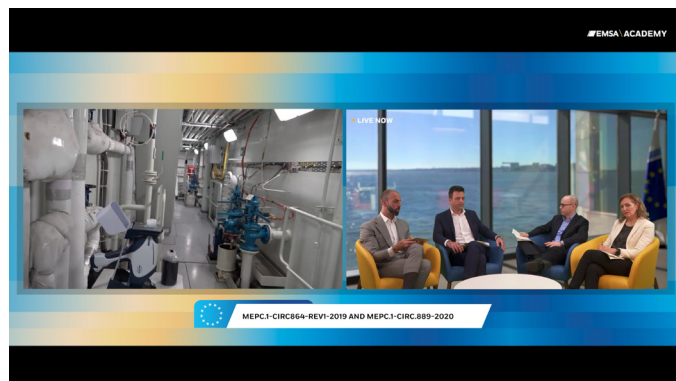 EMSA\ACADEMY
LIVE NOW
MEPC.1-CIRC864-REV1-2019 AND MEPC.1-CIRC.889-2020